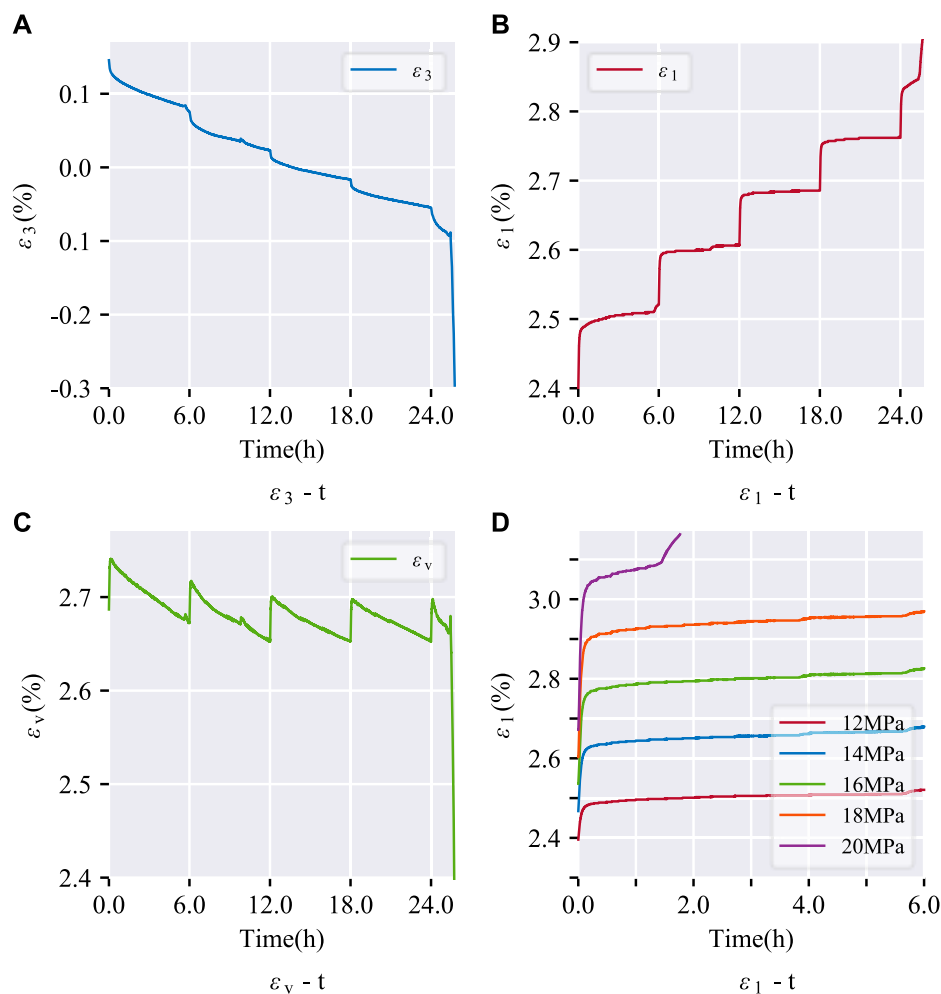 A
ε3
ε3(%)
0.1
0.0
0.1
-0.2
-0.3
0.0 6.0 12.0 18.0 24.0
Time(h)
ε3 - t
B
ε1
ε1(%)
2.9
2.8
2.7
2.6
2.5
2.4
0.0 6.0 12.0 18.0 24.0
Time(h)
ε1 - t
C
εv
εv(%)
2.7
2.6
2.5
2.4
0.0 6.0 12.0 18.0 24.0
Time(h)
εv - t
D
ε1(%)
3.0
2.8
2.6
2.4
12MPa
14MPa
16MPa
18MPa
20MPa
0.0 2.0 4.0 6.0
Time(h)
ε1 - t